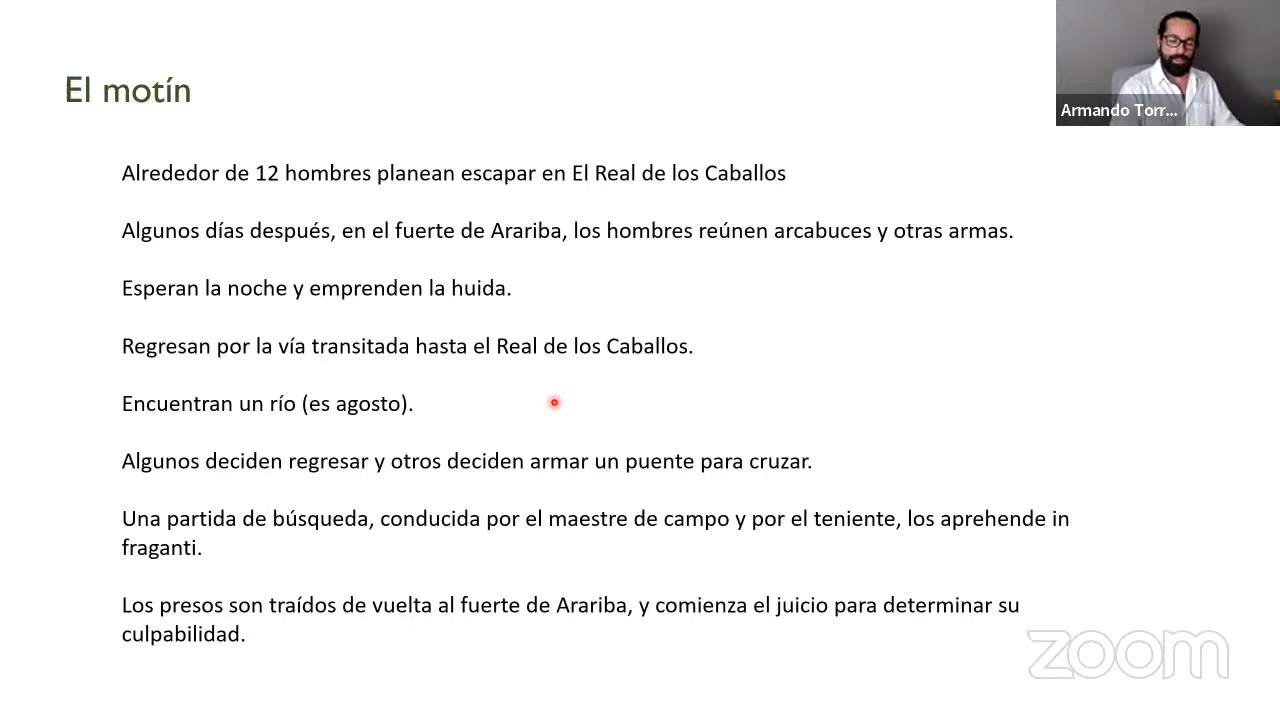 El motín
Armando Torr...
Alrededor de 12 hombres planean escapar en El Real de los Caballos
Algunos días después, en el fuerte de Arariba, los hombres reúnen arcabuces y otras armas.
Esperan la noche y emprenden la huida.
Regresan por la vía transitada hasta el Real de los Caballos.
Encuentran un río (es agosto).
Algunos deciden regresar y otros deciden armar un puente para cruzar.
Una partida de búsqueda, conducida por el maestre de campo y por el teniente, los aprehende in
fraganti.
Los presos son traídos de vuelta al fuerte de Arariba, y comienza el juicio para determinar su
culpabilidad.
zoom